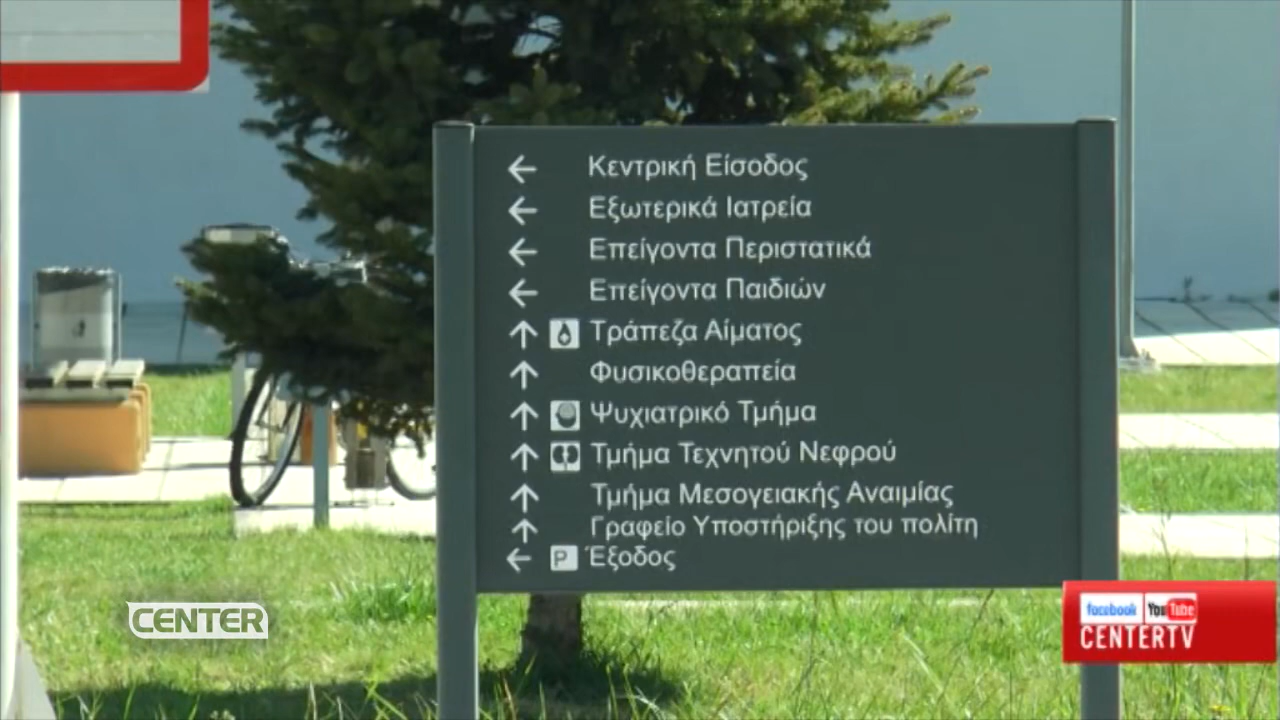 ← Κεντρική Είσοδος
← Εξωτερικά Ιατρεία
← Επείγοντα Περιστατικά
← Επείγοντα Παιδιών
↑ Τράπεζα Αίματος
↑ Φυσικοθεραπεία
↑ Ψυχιατρικό Τμήμα
↑ Τμήμα Τεχνητού Νεφρού
↑ Τμήμα Μεσογειακής Αναιμίας
↑ Γραφείο Υποστήριξης του πολίτη
← P Έξοδος
CENTER
facebook YouTube
CENTERTV